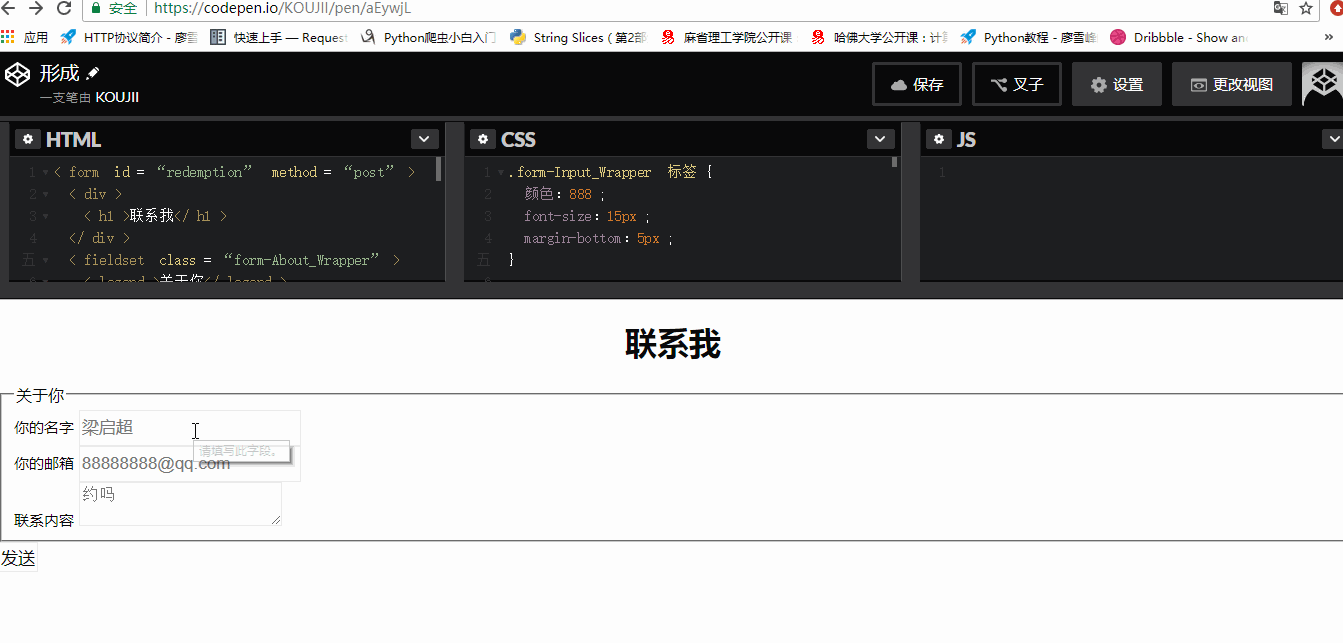 安全 https://codepen.io/KOUJII/pen/aEywjL
应用 HTTP协议简介 - 廖雪 快速上手 — Reques Python爬虫小白入门 String Slices ( 第2部 麻省理工学院公开课 哈佛大学公开课：计 Python教程 - 廖雪峰 Dribbble - Show an »
形成
一支笔由 KOUJII
保存 叉子 设置 更改视图
HTML CSS JS
1 < form id = “redemption” method = “post” >
2 < div >
3 < h1 >联系我</ h1 >
4 </ div >
五 < fieldset class = “form-About_Wrapper” >
< legend >关于你</ legend >
1 .form-Input_Wrapper 标签 {
2 颜色：888 ;
3 font-size：15px ;
4 margin-bottom：5px ;
五 }
1
联系我
关于你
你的名字 梁启超
请填写此字段。
你的邮箱 88888888@qq.com
约吗
联系内容
发送